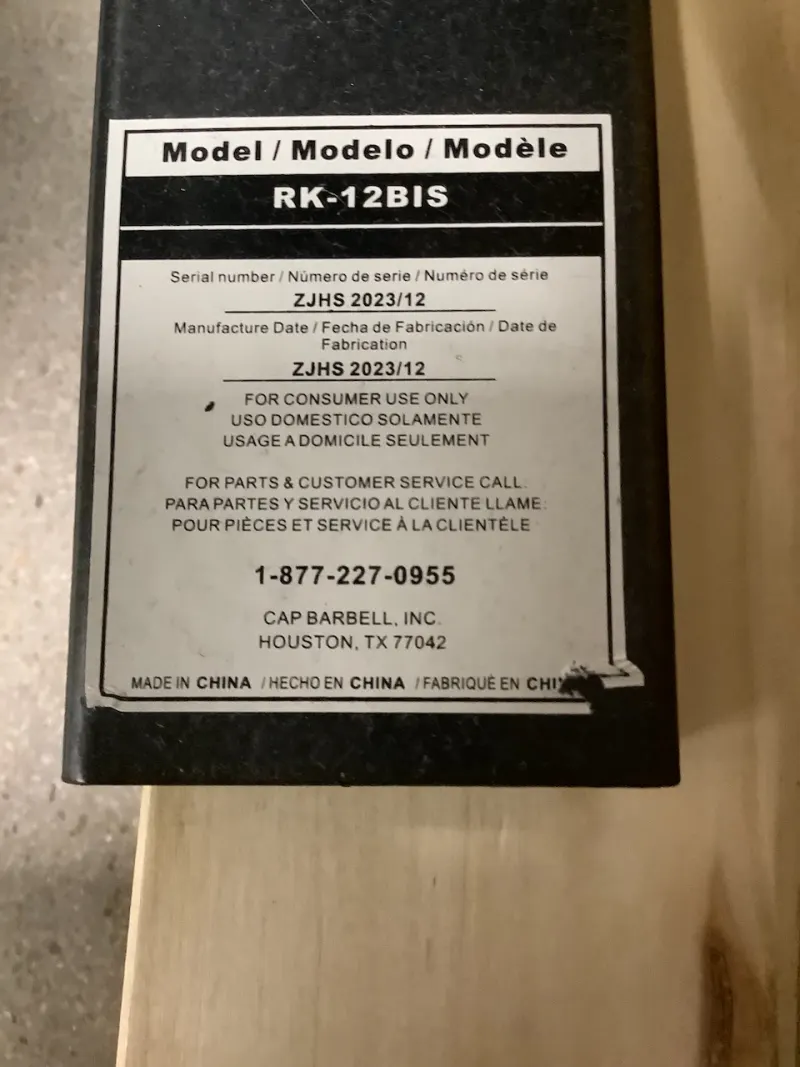 Model / Modelo / Modèle
RK-12BIS
Serial number / Número de serie / Numéro de série
ZJHS 2023/12
Manufacture Date / Fecha de Fabricación / Date de
Fabrication
ZJHS 2023/12
FOR CONSUMER USE ONLY
USO DOMESTICO SOLAMENTE
USAGE A DOMICILE SEULEMENT
FOR PARTS & CUSTOMER SERVICE CALL:
PARA PARTES Y SERVICIO AL CLIENTE LLAME:
POUR PIÈCES ET SERVICE À LA CLIENTÈLE
1-877-227-0955
CAP BARBELL, INC.
HOUSTON, TX 77042
MADE IN CHINA / HECHO EN CHINA / FABRIQUÉ EN